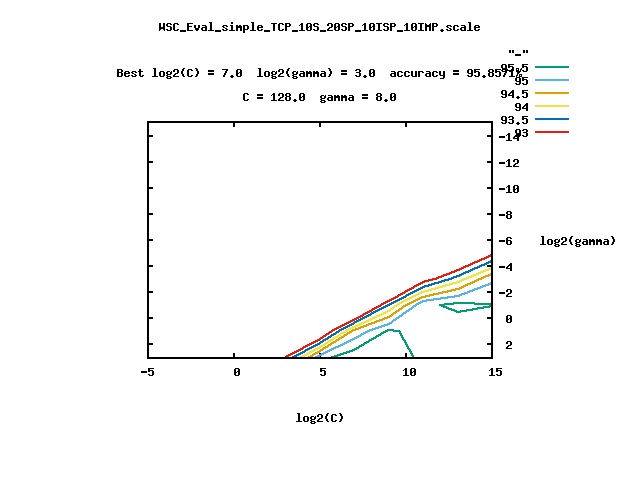 WSC_Eval_simple_TCP_10S_20SP_10ISP_10IMP.scale
"_"
Best log2(C) = 7.0  log2(gamma) = 3.0  accuracy = 95.8571%
C = 128.0  gamma = 8.0
95.5
95
94.5
94
93.5
93
-14
-12
-10
-8
-6
log2(gamma)
-4
-2
0
2
-5 0 5 10 15
log2(C)